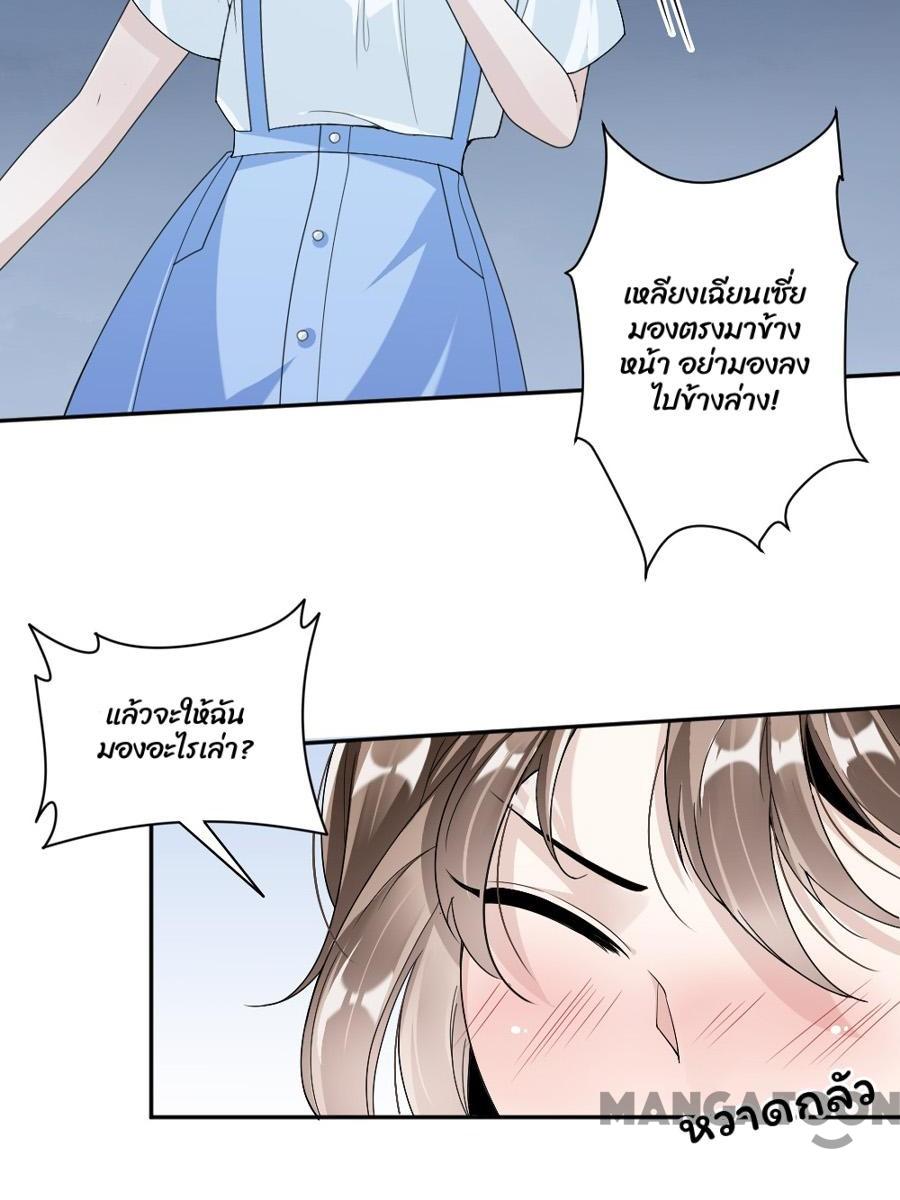 เหลียงเฉียนเซี่ย
มองตรงมาข้าง
หน้า อย่ามองลง
ไปข้างล่าง!
แล้วจะให้ฉัน
มองอะไรเล่า?
MANGATOON
หวาดกลัว